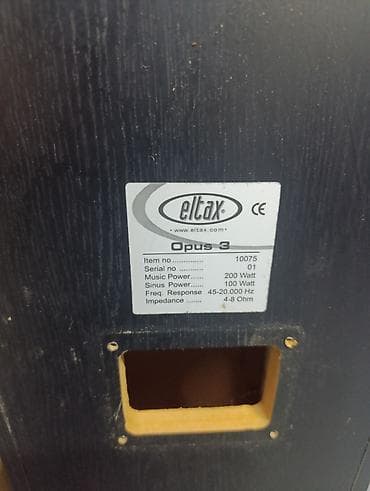 eltax® CE
• www.eltax.com •
Opus 3
Item no.............. 10075
Serial no ........... 01
Music Power...... 200 Watt
Sinus Power...... 100 Watt
Freq. Response 45-20.000 Hz
Impedance ....... 4-8 Ohm